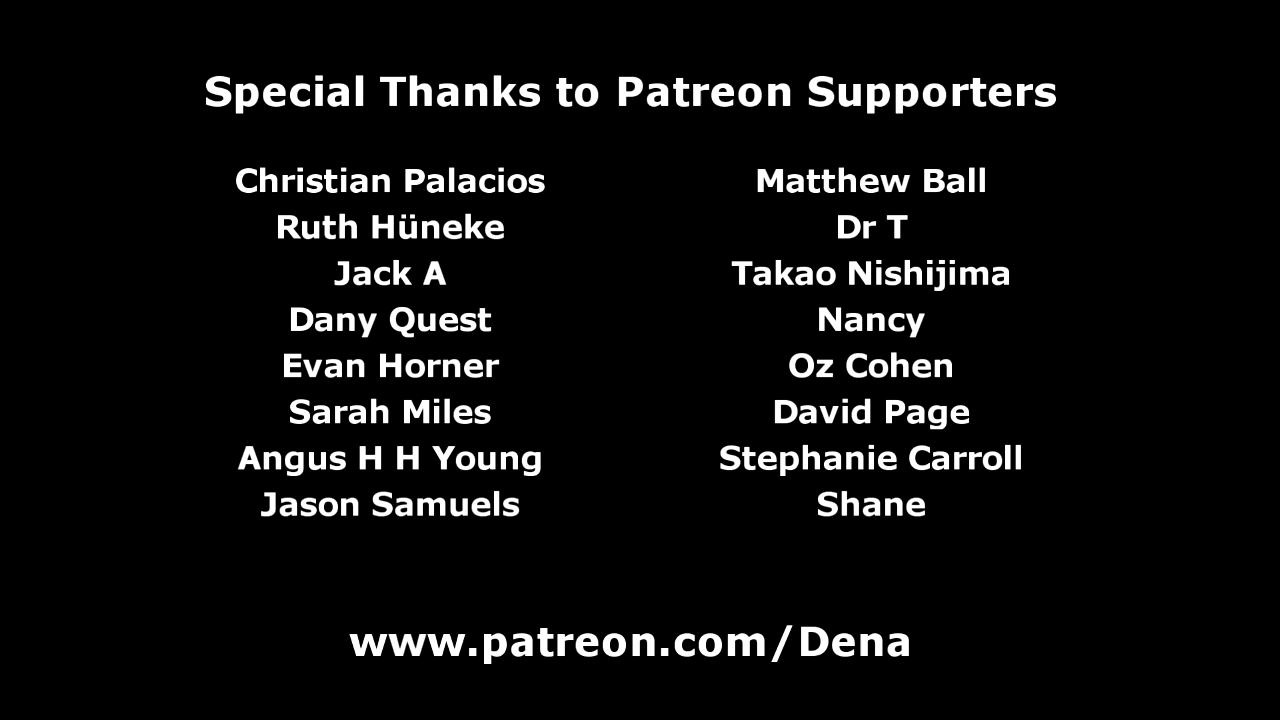 Special Thanks to Patreon Supporters
Christian Palacios
Ruth Hüneke
Jack A
Dany Quest
Evan Horner
Sarah Miles
Angus H H Young
Jason Samuels
Matthew Ball
Dr T
Takao Nishijima
Nancy
Oz Cohen
David Page
Stephanie Carroll
Shane
www.patreon.com/Dena